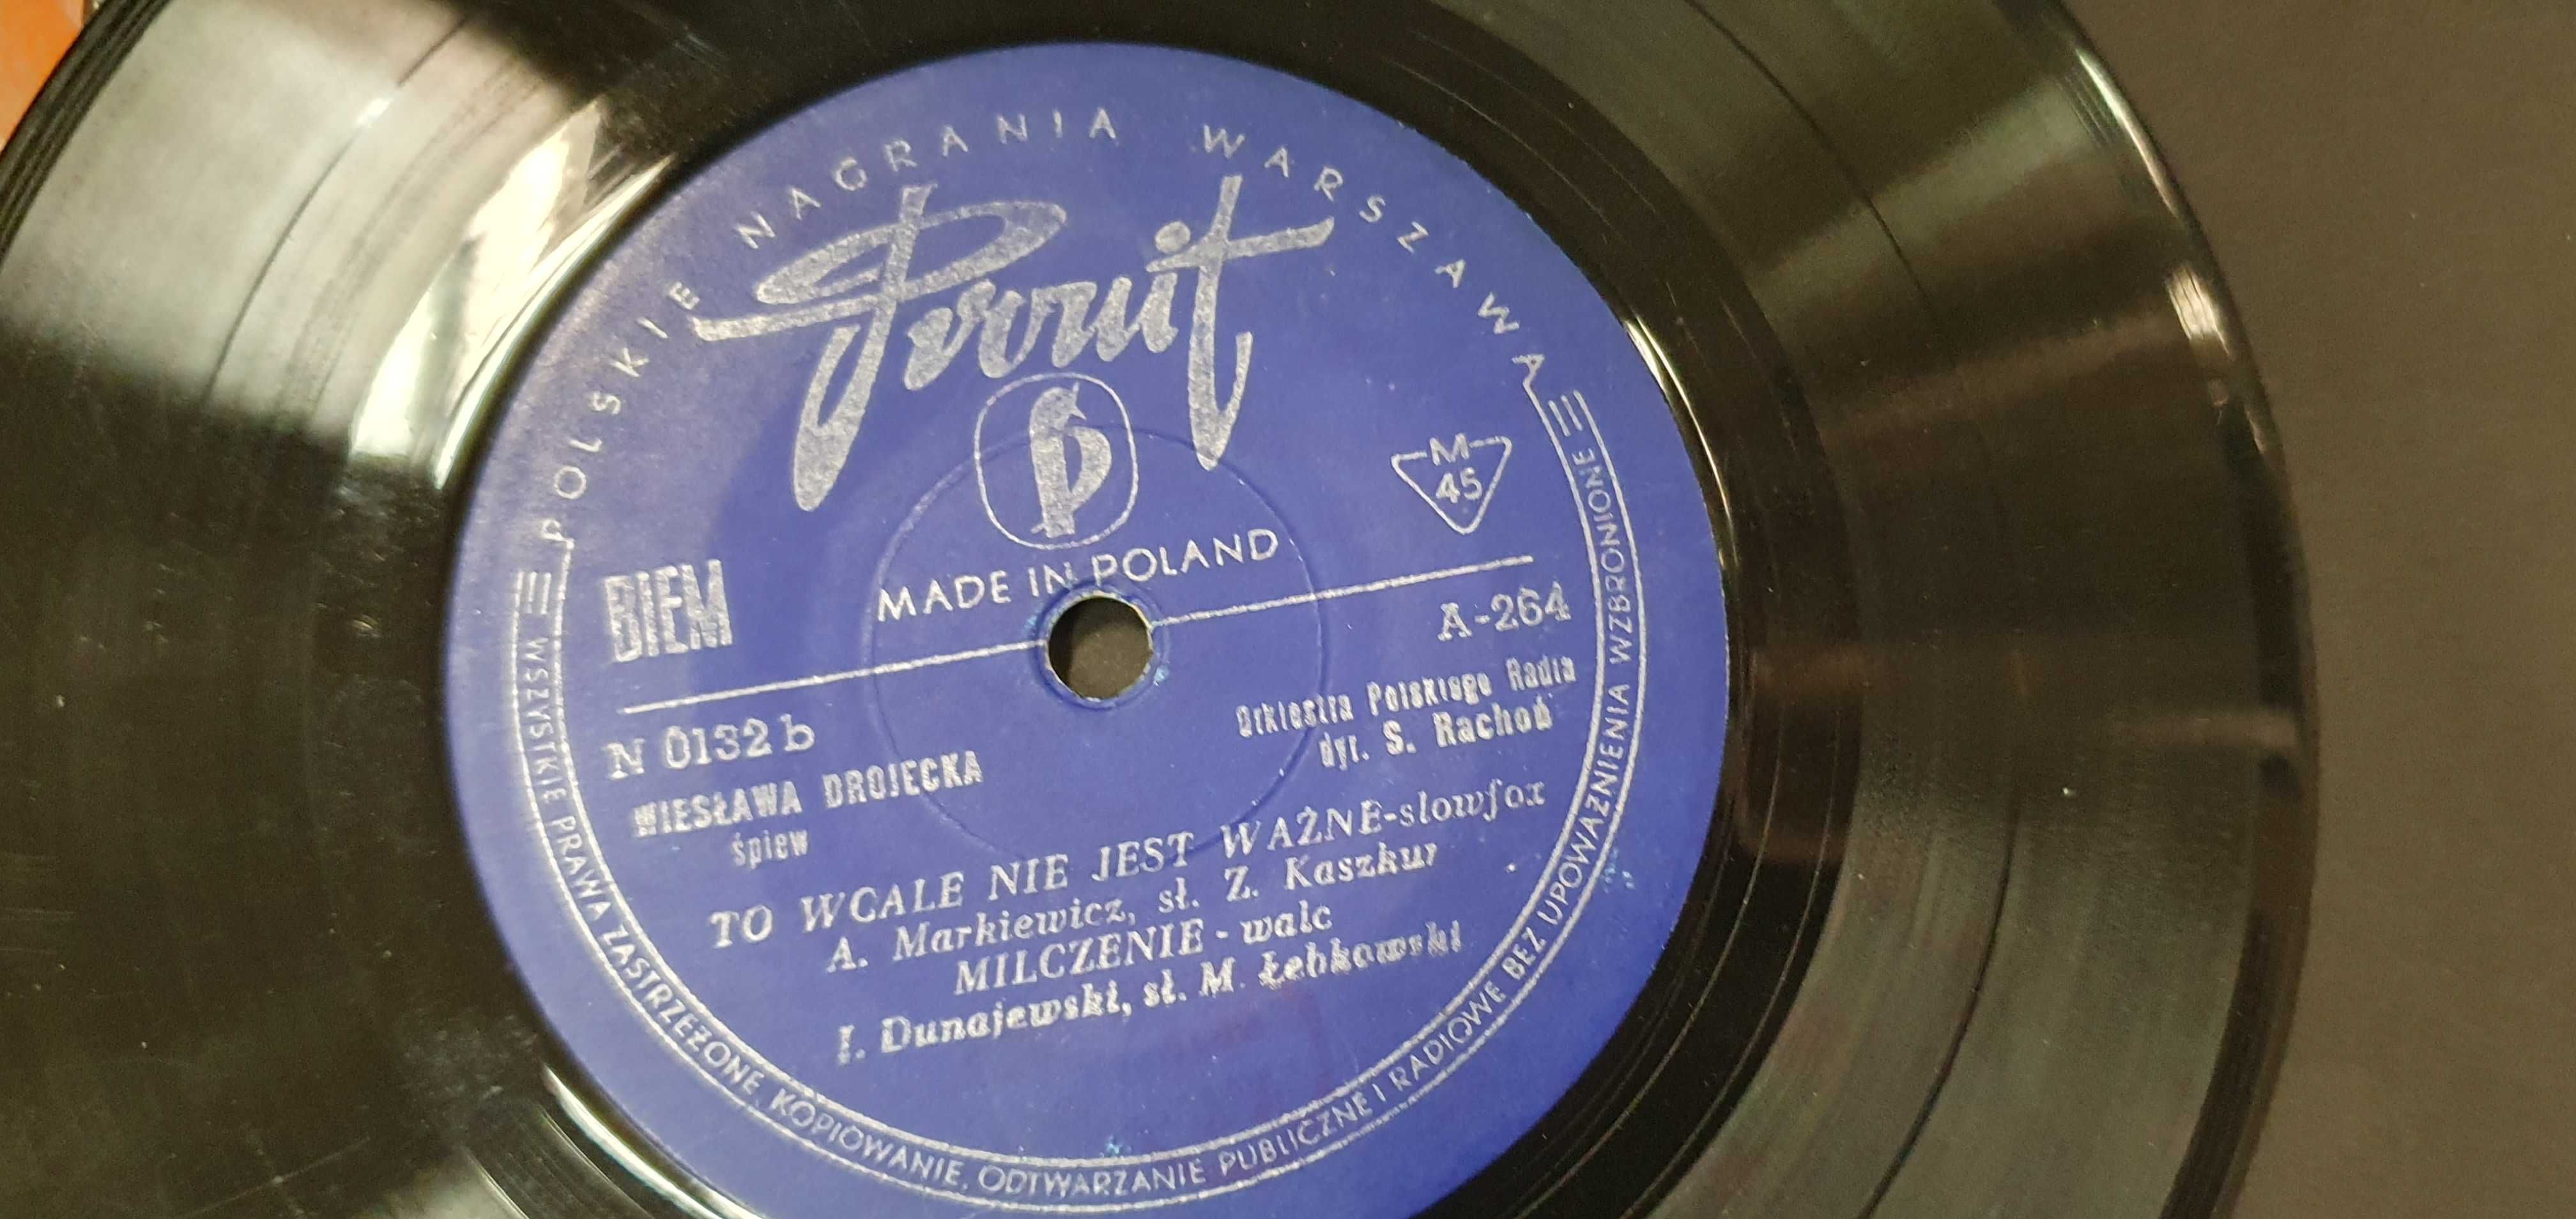 POLSKIE NAGRANIA WARSZAWA
Pronit
MADE IN POLAND
M
45
BIEM
A-264
N 0132 b
WIESŁAWA DROJECKA
śpiew
Orkiestra Polskiego Radia
dyr. S. Rachoń
TO WCALE NIE JEST WAŻNE-slowfox
A. Markiewicz, sł. Z. Kaszkur
MILCZENIE - walc
I. Dunajewski, sł. M. Łebkowski
WSZYSTKIE PRAWA ZASTRZEŻONE, KOPIOWANIE, ODTWARZANIE PUBLICZNE I RADIOWE BEZ UPOWAŻNIENIA WZBRONIONE